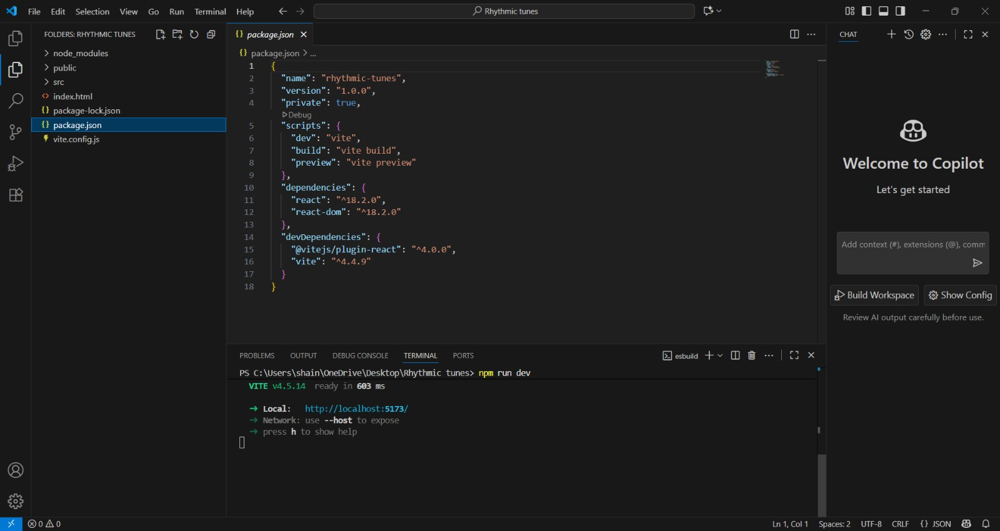 File Edit Selection View Go Run Terminal Help
Rhythmic tunes
FOLDERS: RHYTHMIC TUNES
node_modules
public
src
index.html
package-lock.json
package.json
vite.config.js
package.json
package.json > ...
1 {
2 "name": "rhythmic-tunes",
3 "version": "1.0.0",
4 "private": true,
Debug
5 "scripts": {
6 "dev": "vite",
7 "build": "vite build",
8 "preview": "vite preview"
9 },
10 "dependencies": {
11 "react": "^18.2.0",
12 "react-dom": "^18.2.0"
13 },
14 "devDependencies": {
15 "@vitejs/plugin-react": "^4.0.0",
16 "vite": "^4.4.9"
17 }
18 }
PROBLEMS OUTPUT DEBUG CONSOLE TERMINAL PORTS
esbuild
PS C:\Users\shain\OneDrive\Desktop\Rhythmic tunes> npm run dev
VITE v4.5.14 ready in 603 ms
➜ Local: http://localhost:5173/
➜ Network: use --host to expose
➜ press h to show help
CHAT
Welcome to Copilot
Let's get started
Add context (#), extensions (@), comm
Build Workspace
Show Config
Review AI output carefully before use.
0 0
Ln 1, Col 1 Spaces: 2 UTF-8 CRLF {} JSON